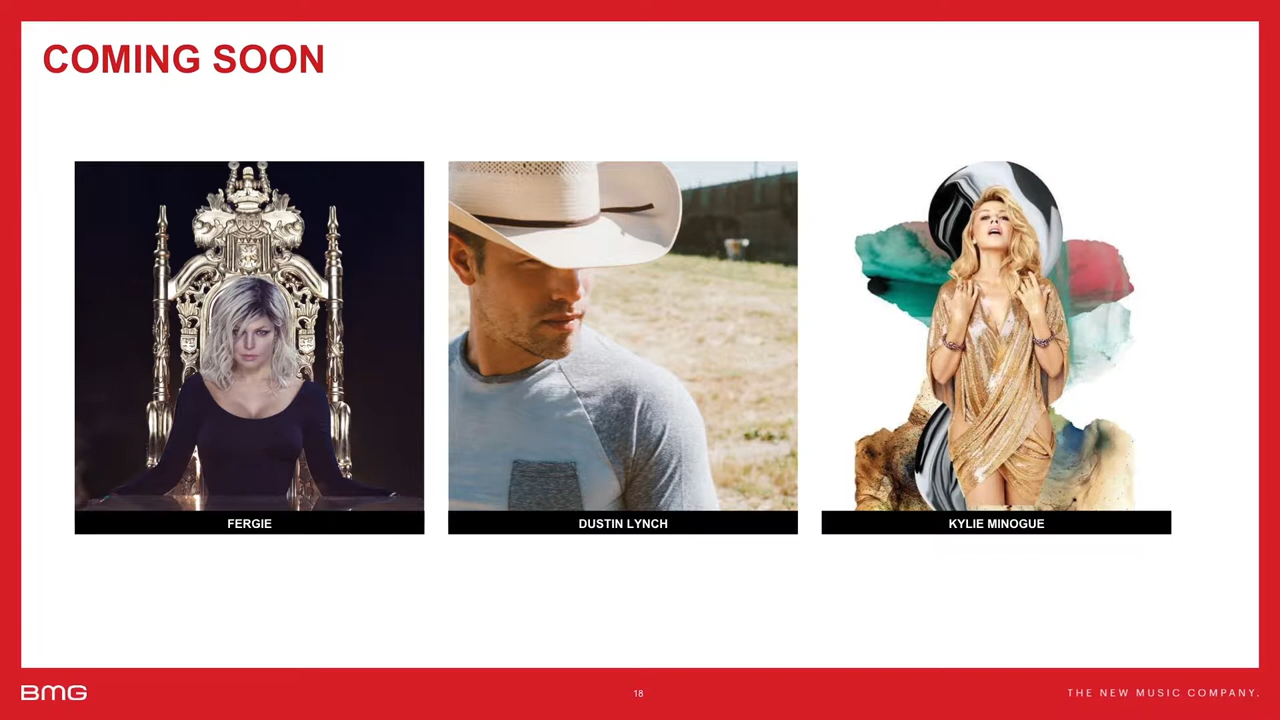 COMING SOON
FERGIE
DUSTIN LYNCH
KYLIE MINOGUE
BMG
18
THE NEW MUSIC COMPANY.